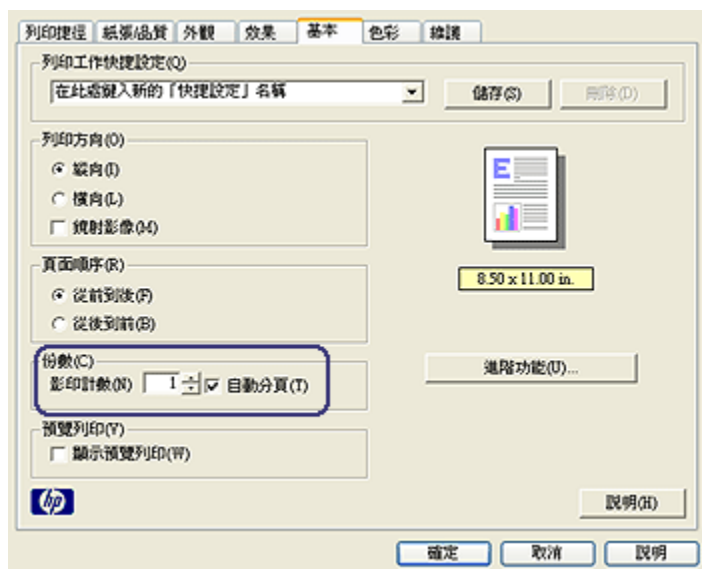 列印捷徑 紙張/品質 外觀 效果 基本 色彩 維護
列印工作快捷設定(Q)
在此處鍵入新的「快捷設定」名稱 儲存(S) 刪除(D)
列印方向(O)
縱向(I)
橫向(L)
鏡射影像(M)
E
頁面順序(R)
8.50 x 11.00 in.
從前到後(F)
從後到前(B)
份數(C)
影印計數(N) 1 自動分頁(T)
進階功能(U)...
預覽列印(Y)
顯示預覽列印(W)
hp
說明(H)
確定 取消 說明